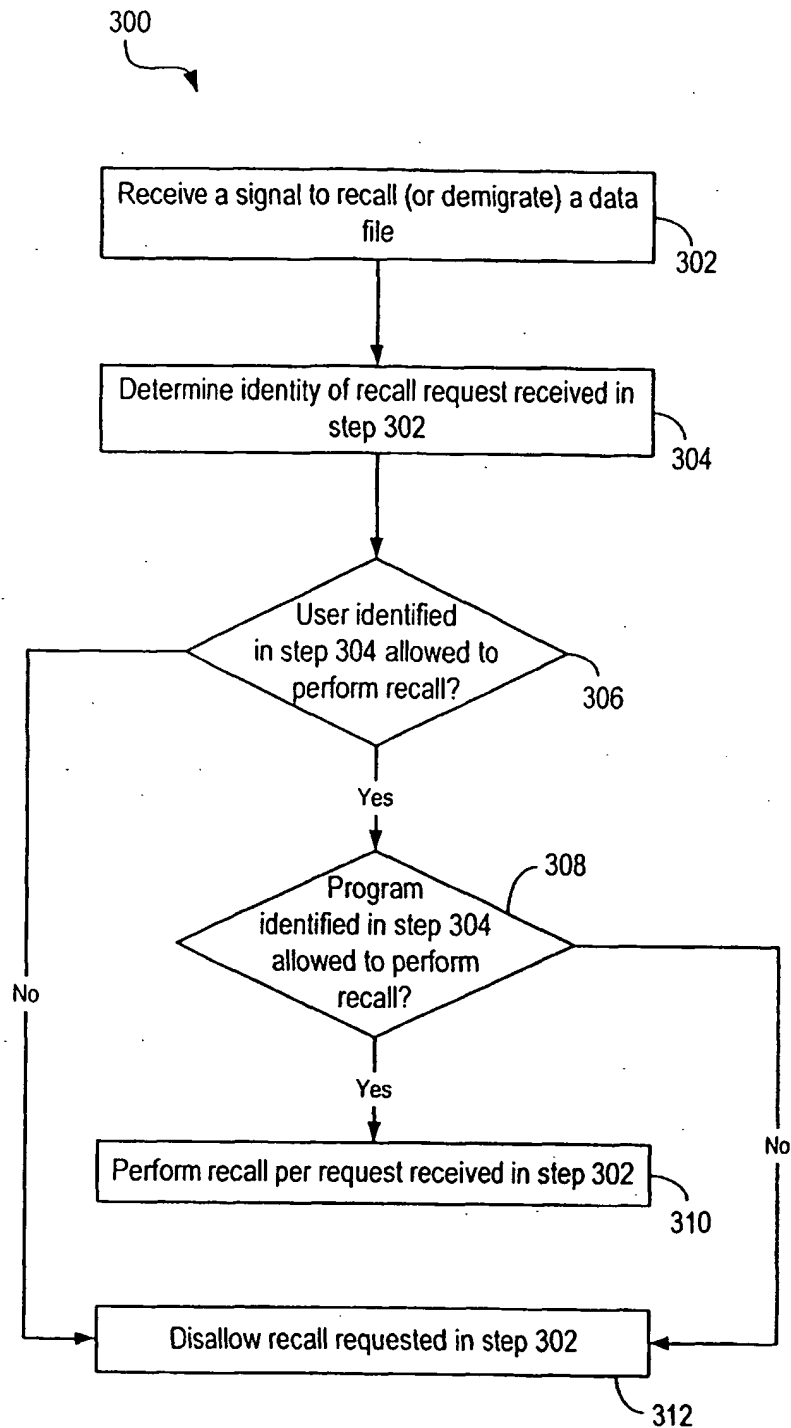 300
Receive a signal to recall (or demigrate) a data
file
302
Determine identity of recall request received in
step 302
304
User identified
in step 304 allowed to
perform recall?
306
Yes
308
Program
identified in step 304
allowed to perform
recall?
No
Yes
No
Perform recall per request received in step 302
310
Disallow recall requested in step 302
312